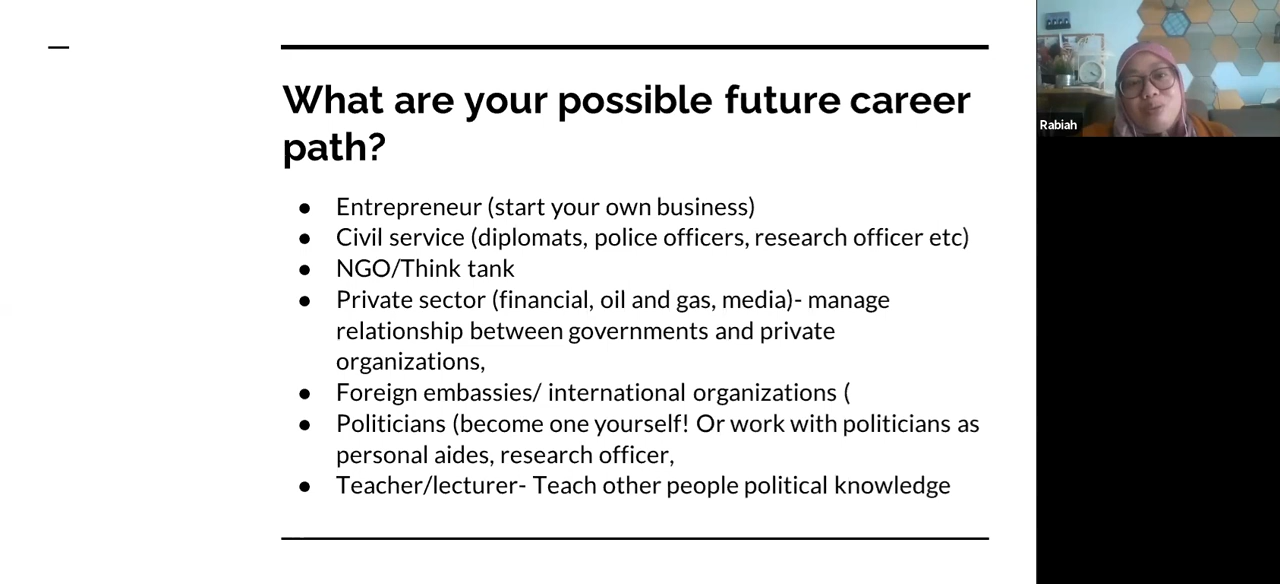 What are your possible future career
path?
● Entrepreneur (start your own business)
● Civil service (diplomats, police officers, research officer etc)
● NGO/Think tank
● Private sector (financial, oil and gas, media)- manage
relationship between governments and private
organizations,
● Foreign embassies/ international organizations (
● Politicians (become one yourself! Or work with politicians as
personal aides, research officer,
● Teacher/lecturer- Teach other people political knowledge
Rabiah